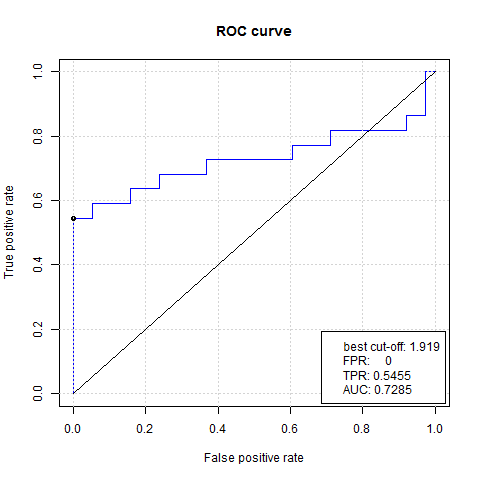 ROC curve
True positive rate
1.0
0.8
0.6
0.4
0.2
0.0
best cut-off: 1.919
FPR: 0
TPR: 0.5455
AUC: 0.7285
0.0 0.2 0.4 0.6 0.8 1.0
False positive rate